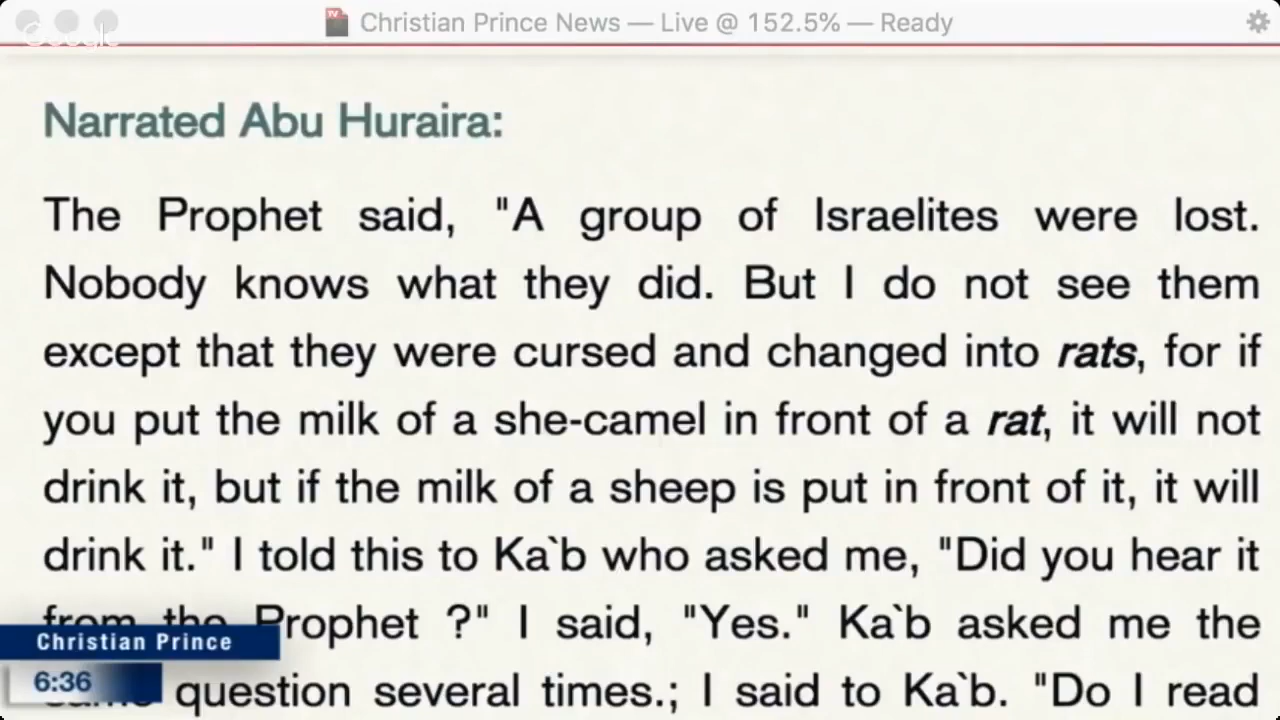 Christian Prince News — Live @ 152.5% — Ready
Google
Narrated Abu Huraira:
The Prophet said, "A group of Israelites were lost.
Nobody knows what they did. But I do not see them
except that they were cursed and changed into rats, for if
you put the milk of a she-camel in front of a rat, it will not
drink it, but if the milk of a sheep is put in front of it, it will
drink it." I told this to Ka`b who asked me, "Did you hear it
from the Prophet ?" I said, "Yes." Ka`b asked me the
same question several times.; I said to Ka`b. "Do I read
Christian Prince
6:36